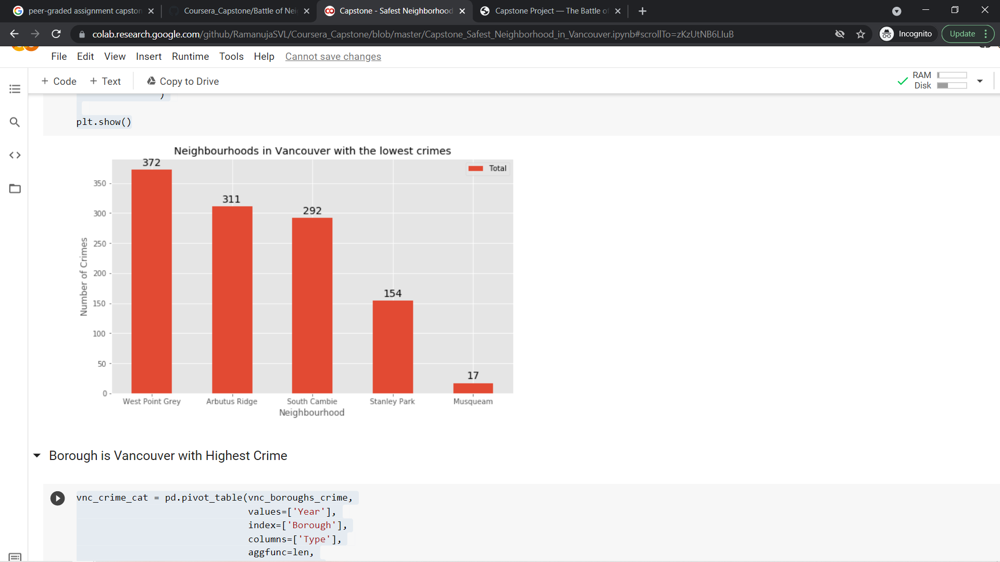 peer-graded assignment capston
Coursera_Capstone/Battle of Nei
Capstone - Safest Neighborhood
Capstone Project — The Battle of
colab.research.google.com/github/RamanujaSVL/Coursera_Capstone/blob/master/Capstone_Safest_Neighborhood_in_Vancouver.ipynb#scrollTo=zKzUtNB6LIuB
Incognito
Update
File Edit View Insert Runtime Tools Help Cannot save changes
+ Code + Text Copy to Drive
RAM
Disk
)
plt.show()
Neighbourhoods in Vancouver with the lowest crimes
Total
372
311
292
154
17
Number of Crimes
350
300
250
200
150
100
50
0
West Point Grey Arbutus Ridge South Cambie Stanley Park Musqueam
Neighbourhood
Borough is Vancouver with Highest Crime
vnc_crime_cat = pd.pivot_table(vnc_boroughs_crime,
values=['Year'],
index=['Borough'],
columns=['Type'],
aggfunc=len,